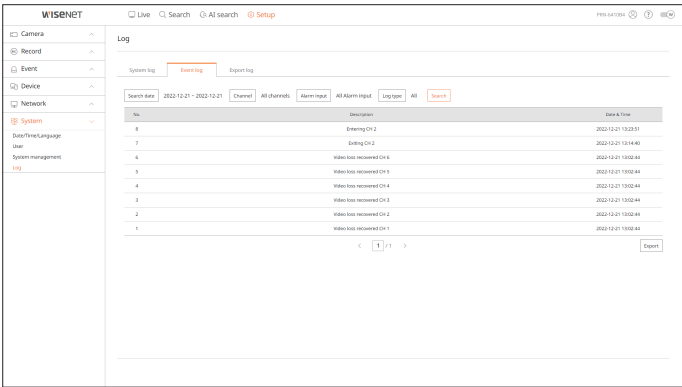 WISENET
Live Search AI search Setup
PRN-6410B4
Camera
Record
Event
Device
Network
System
Date/Time/Language
User
System management
Log
Log
System log Event log Export log
Search date 2022-12-21 ~ 2022-12-21 Channel All channels Alarm input All Alarm input Log type All Search
No. Description Date & Time
8 Entering CH 2 2022-12-21 13:23:51
7 Exiting CH 2 2022-12-21 13:14:40
6 Video loss recovered CH 6 2022-12-21 13:02:44
5 Video loss recovered CH 5 2022-12-21 13:02:44
4 Video loss recovered CH 4 2022-12-21 13:02:44
3 Video loss recovered CH 3 2022-12-21 13:02:44
2 Video loss recovered CH 2 2022-12-21 13:02:44
1 Video loss recovered CH 1 2022-12-21 13:02:44
< 1 / 1 >
Export